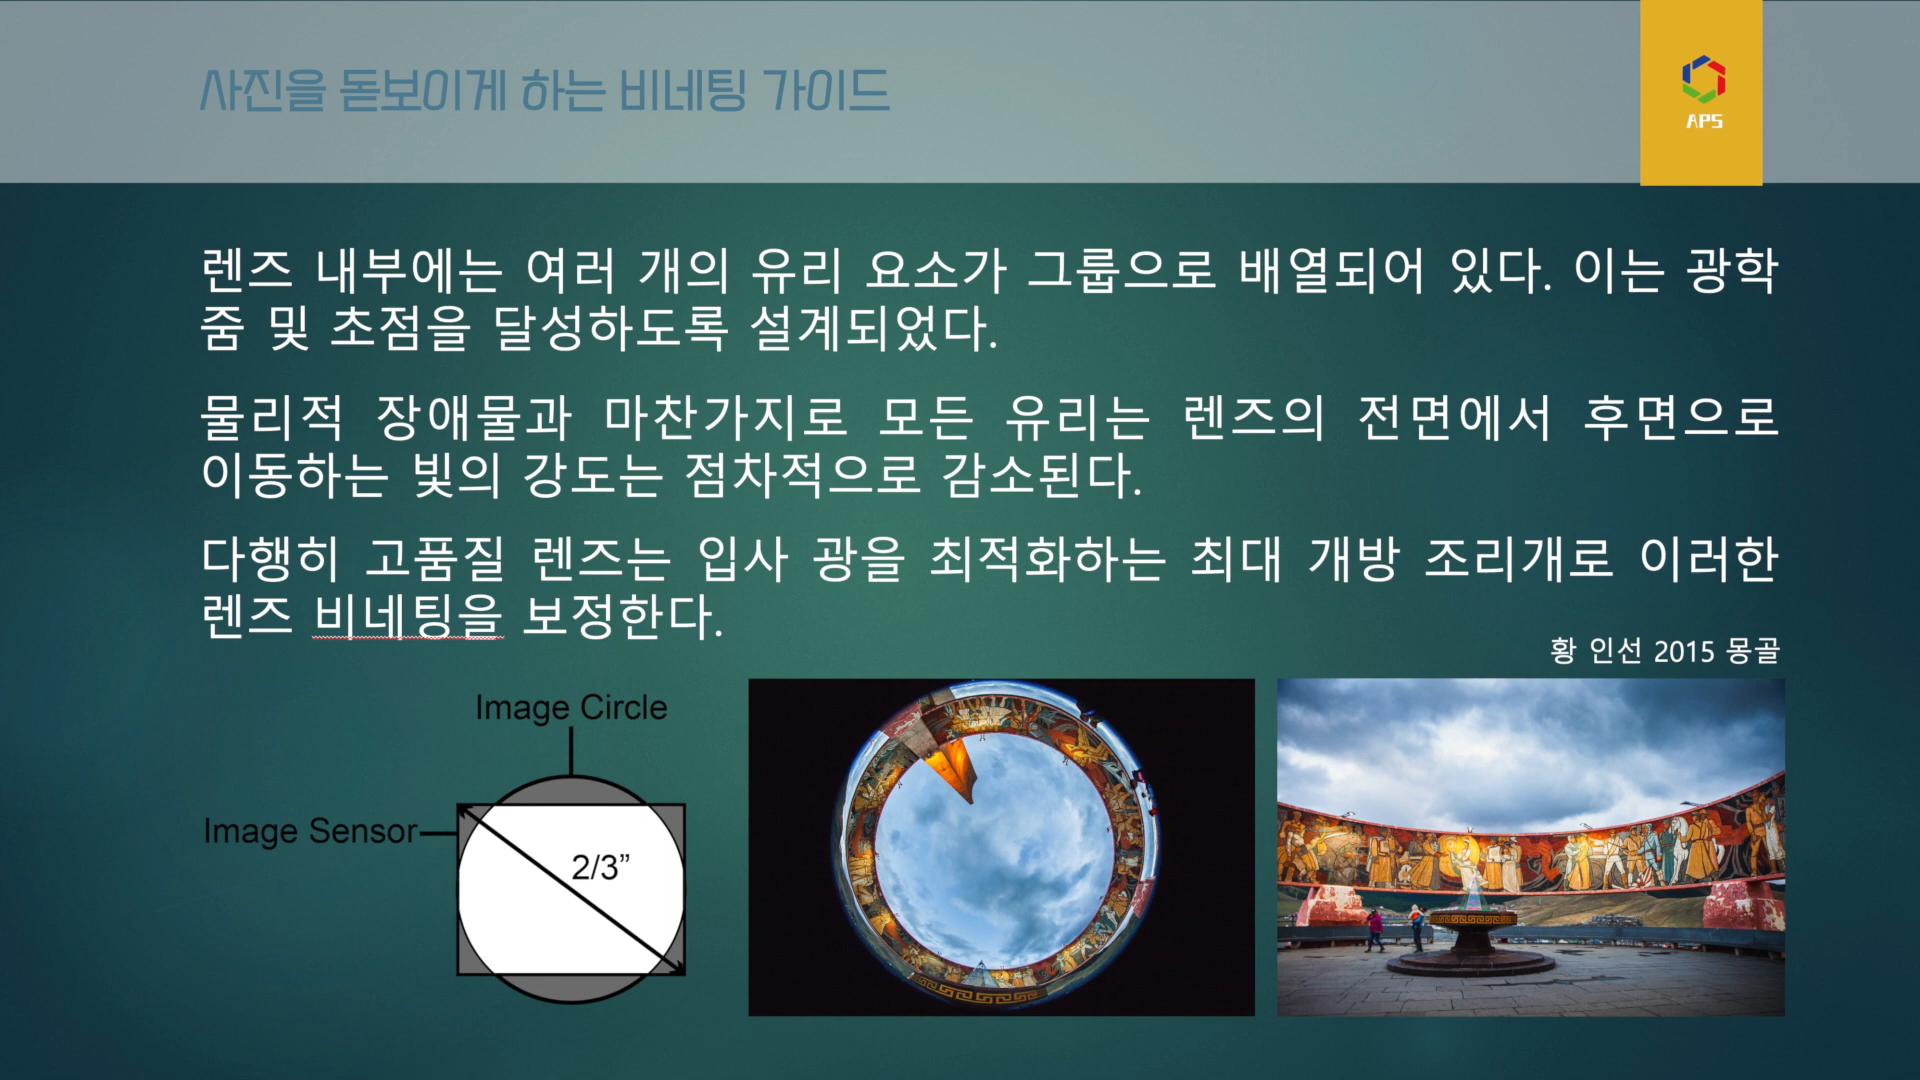 사진을 돋보이게 하는 비네팅 가이드
APS
렌즈 내부에는 여러 개의 유리 요소가 그룹으로 배열되어 있다. 이는 광학
줌 및 초점을 달성하도록 설계되었다.
물리적 장애물과 마찬가지로 모든 유리는 렌즈의 전면에서 후면으로
이동하는 빛의 강도는 점차적으로 감소된다.
다행히 고품질 렌즈는 입사 광을 최적화하는 최대 개방 조리개로 이러한
렌즈 비네팅을 보정한다.
황 인선 2015 몽골
Image Circle
Image Sensor
2/3”